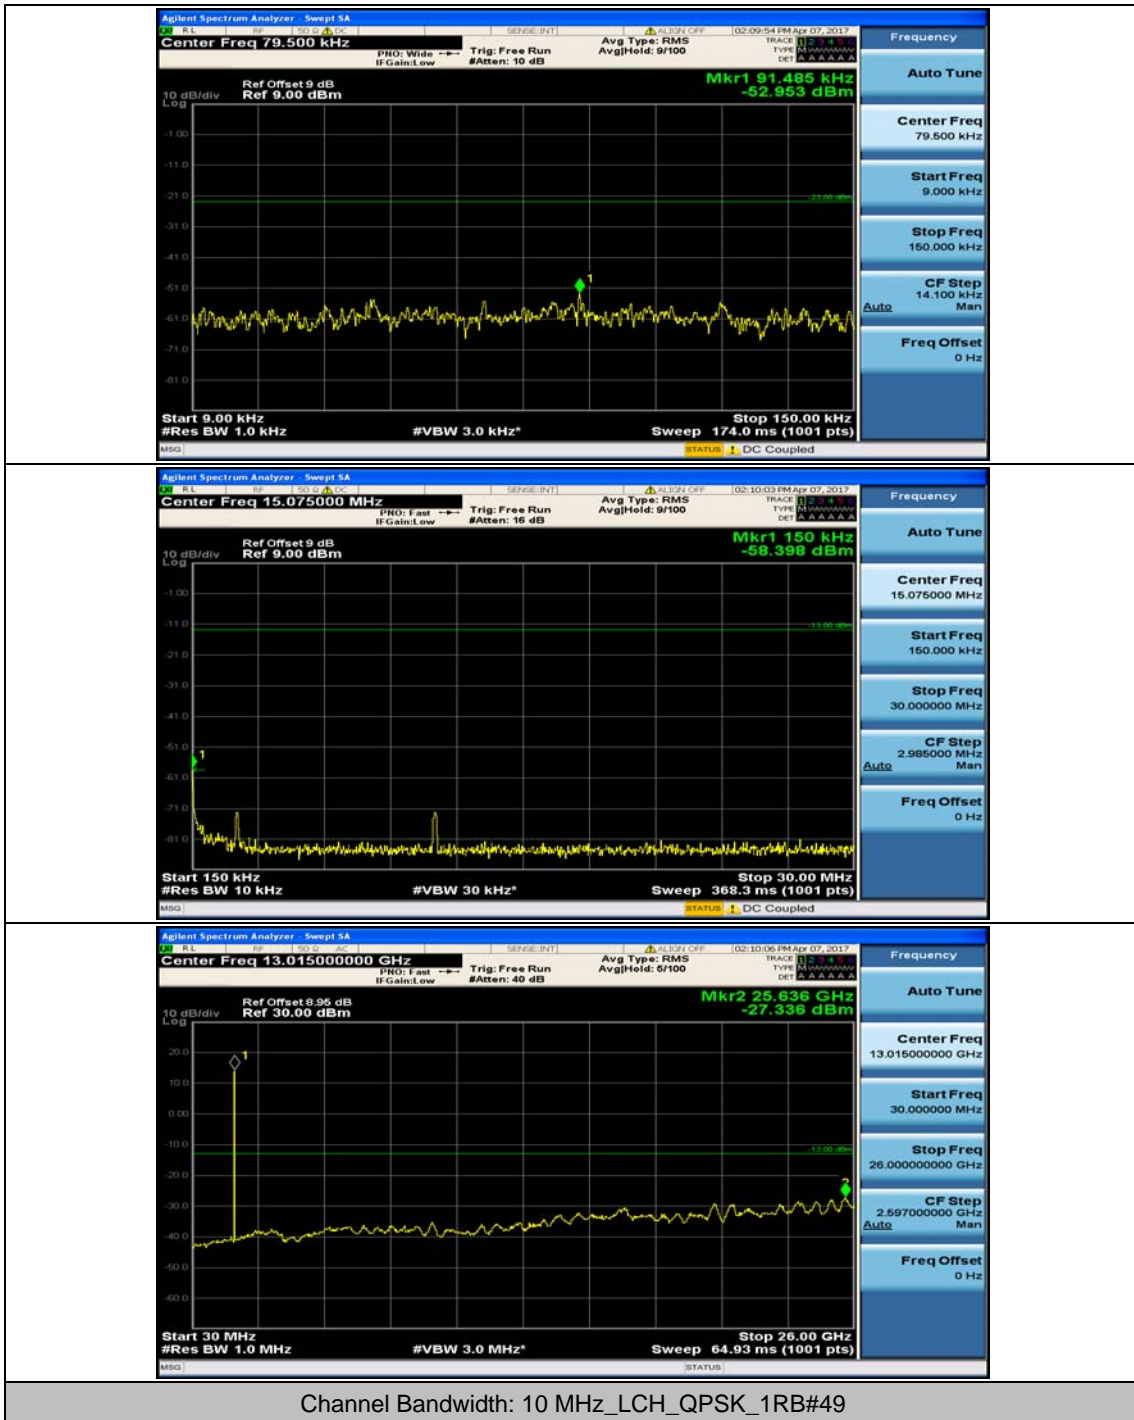 Agilent Spectrum Analyzer - Swept SA
RL RF 50 Ω DC SENSE:INT ALIGN OFF 02:09:54 PM Apr 07, 2017
Center Freq 79.500 kHz
PNO: Wide
IFGain:Low
Trig: Free Run
#Atten: 10 dB
Avg Type: RMS
Avg|Hold: 9/100
TRACE 1 2 3 4 5 6
TYPE M
DET A A A A A A
Mkr1 91.485 kHz
-52.953 dBm
Ref Offset 9 dB
Ref 9.00 dBm
10 dB/div
Log
-1.00
-11.0
-21.0
-23.00 dBm
-31.0
-41.0
-51.0
1
-61.0
-71.0
-81.0
Start 9.00 kHz
Stop 150.00 kHz
#Res BW 1.0 kHz
#VBW 3.0 kHz*
Sweep 174.0 ms (1001 pts)
MSG
STATUS
DC Coupled
Frequency
Auto Tune
Center Freq
79.500 kHz
Start Freq
9.000 kHz
Stop Freq
150.000 kHz
CF Step
14.100 kHz
Auto Man
Freq Offset
0 Hz
Agilent Spectrum Analyzer - Swept SA
RL RF 50 Ω DC SENSE:INT ALIGN OFF 02:10:03 PM Apr 07, 2017
Center Freq 15.075000 MHz
PNO: Fast
IFGain:Low
Trig: Free Run
#Atten: 16 dB
Avg Type: RMS
Avg|Hold: 9/100
TRACE 1 2 3 4 5 6
TYPE M
DET A A A A A A
Mkr1 150 kHz
-58.398 dBm
Ref Offset 9 dB
Ref 9.00 dBm
10 dB/div
Log
-1.00
-11.0
-13.00 dBm
-21.0
-31.0
-41.0
-51.0
1
-61.0
-71.0
-81.0
Start 150 kHz
Stop 30.00 MHz
#Res BW 10 kHz
#VBW 30 kHz*
Sweep 368.3 ms (1001 pts)
MSG
STATUS
DC Coupled
Frequency
Auto Tune
Center Freq
15.075000 MHz
Start Freq
150.000 kHz
Stop Freq
30.000000 MHz
CF Step
2.985000 MHz
Auto Man
Freq Offset
0 Hz
Agilent Spectrum Analyzer - Swept SA
RL RF 50 Ω AC SENSE:INT ALIGN OFF 02:10:06 PM Apr 07, 2017
Center Freq 13.015000000 GHz
PNO: Fast
IFGain:Low
Trig: Free Run
#Atten: 40 dB
Avg Type: RMS
Avg|Hold: 6/100
TRACE 1 2 3 4 5 6
TYPE M
DET A A A A A A
Mkr2 25.636 GHz
-27.336 dBm
Ref Offset 8.95 dB
Ref 30.00 dBm
10 dB/div
Log
20.0
1
10.0
0.00
-10.0
-13.00 dBm
-20.0
2
-30.0
-40.0
-50.0
-60.0
Start 30 MHz
Stop 26.00 GHz
#Res BW 1.0 MHz
#VBW 3.0 MHz*
Sweep 64.93 ms (1001 pts)
MSG
STATUS
Frequency
Auto Tune
Center Freq
13.015000000 GHz
Start Freq
30.000000 MHz
Stop Freq
26.000000000 GHz
CF Step
2.597000000 GHz
Auto Man
Freq Offset
0 Hz
Channel Bandwidth: 10 MHz_LCH_QPSK_1RB#49